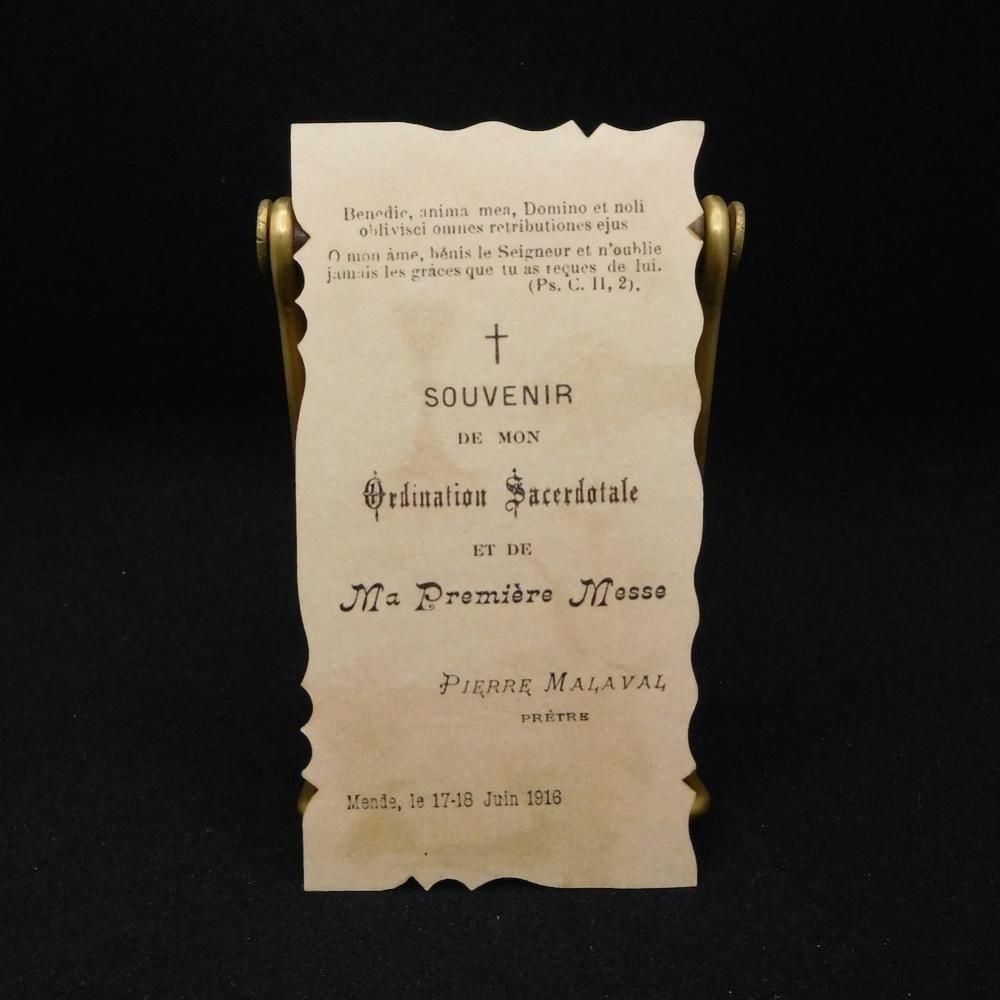 Benedic, anima mea, Domino et noli
oblivisci omnes retributiones ejus
O mon âme, bénis le Seigneur et n'oublie
jamais les grâces que tu as reçues de lui.
(Ps. C. II, 2).
SOUVENIR
DE MON
Ordination Sacerdotale
ET DE
Ma Première Messe
PIERRE MALAVAL
PRÊTRE
Mende, le 17-18 Juin 1916